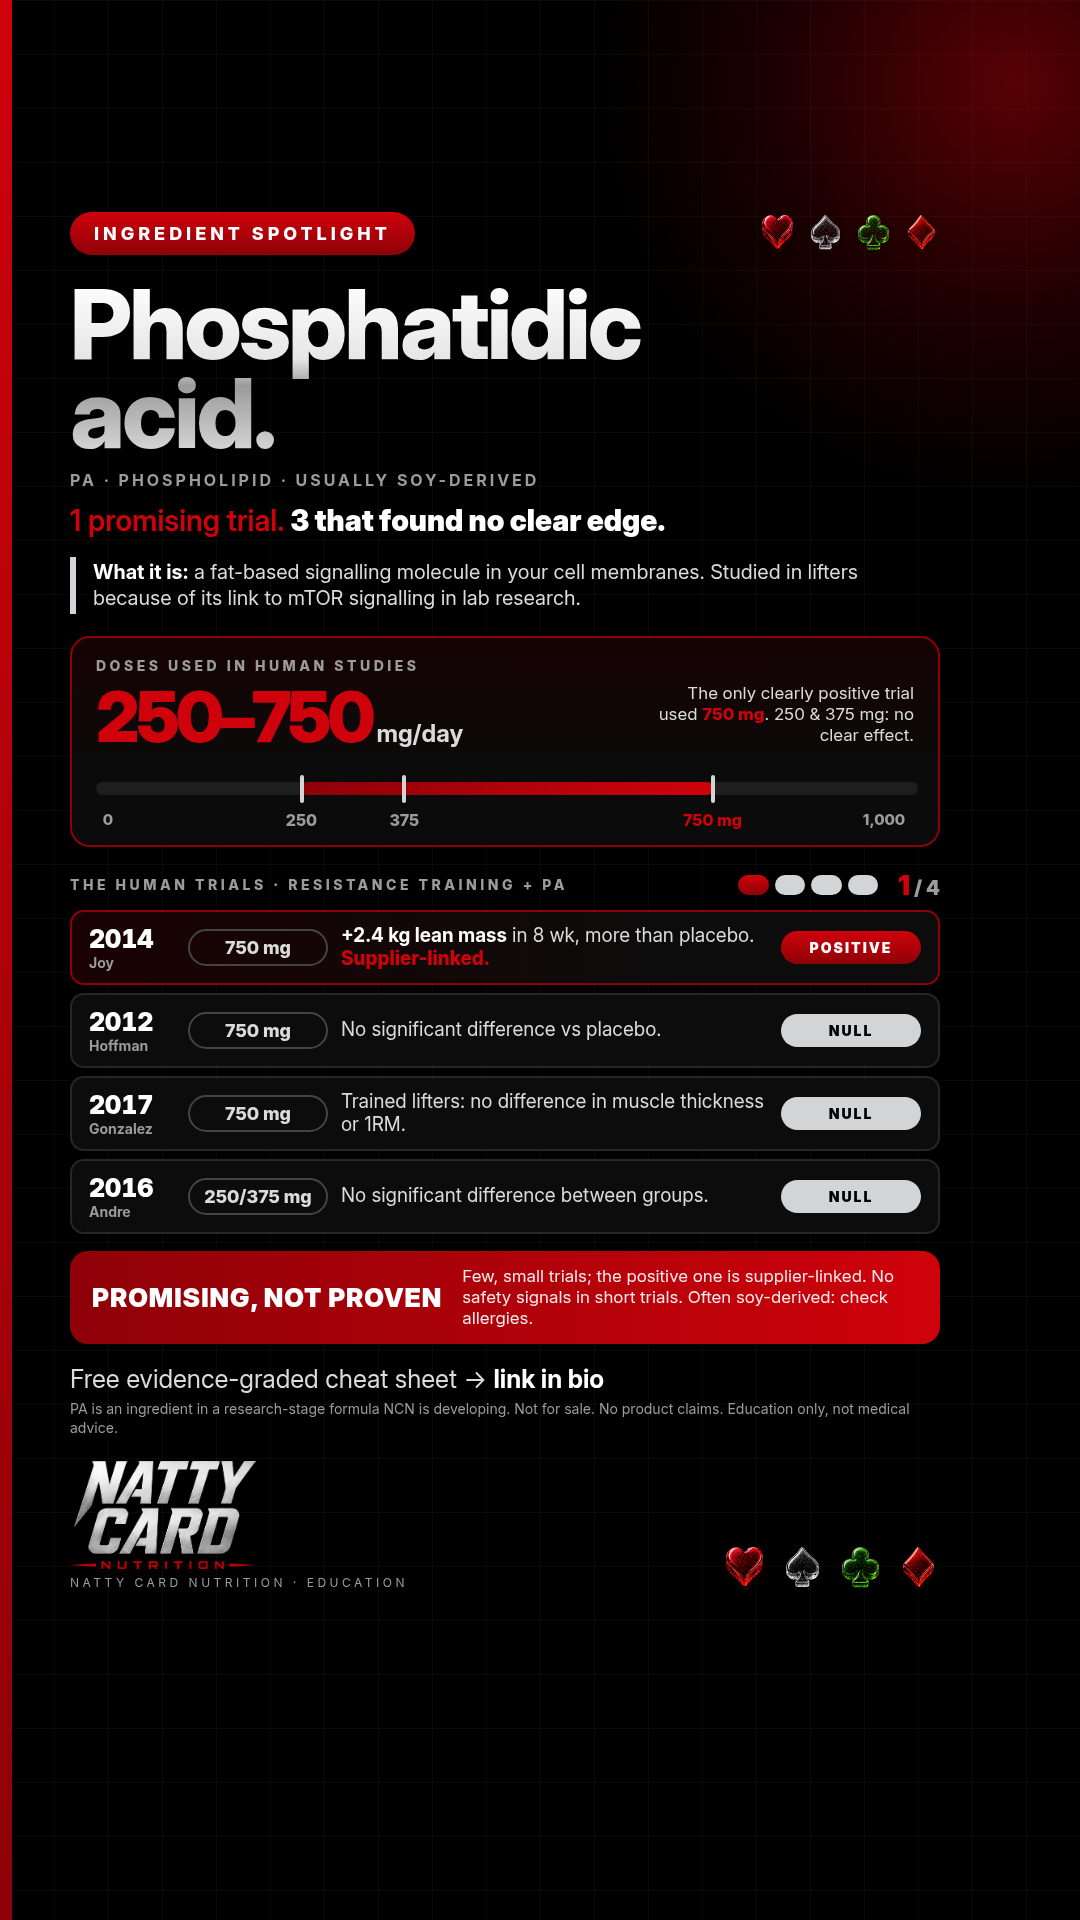 INGREDIENT SPOTLIGHT
Phosphatidic
acid.
PA · PHOSPHOLIPID · USUALLY SOY-DERIVED
1 promising trial. 3 that found no clear edge.
What it is: a fat-based signalling molecule in your cell membranes. Studied in lifters
because of its link to mTOR signalling in lab research.
DOSES USED IN HUMAN STUDIES
250–750 mg/day
The only clearly positive trial
used 750 mg. 250 & 375 mg: no
clear effect.
0 250 375 750 mg 1,000
THE HUMAN TRIALS · RESISTANCE TRAINING + PA
1 / 4
2014
Joy
750 mg
+2.4 kg lean mass in 8 wk, more than placebo.
Supplier-linked.
POSITIVE
2012
Hoffman
750 mg
No significant difference vs placebo.
NULL
2017
Gonzalez
750 mg
Trained lifters: no difference in muscle thickness
or 1RM.
NULL
2016
Andre
250/375 mg
No significant difference between groups.
NULL
PROMISING, NOT PROVEN
Few, small trials; the positive one is supplier-linked. No
safety signals in short trials. Often soy-derived: check
allergies.
Free evidence-graded cheat sheet → link in bio
PA is an ingredient in a research-stage formula NCN is developing. Not for sale. No product claims. Education only, not medical
advice.
NATTY
CARD
NUTRITION
NATTY CARD NUTRITION · EDUCATION